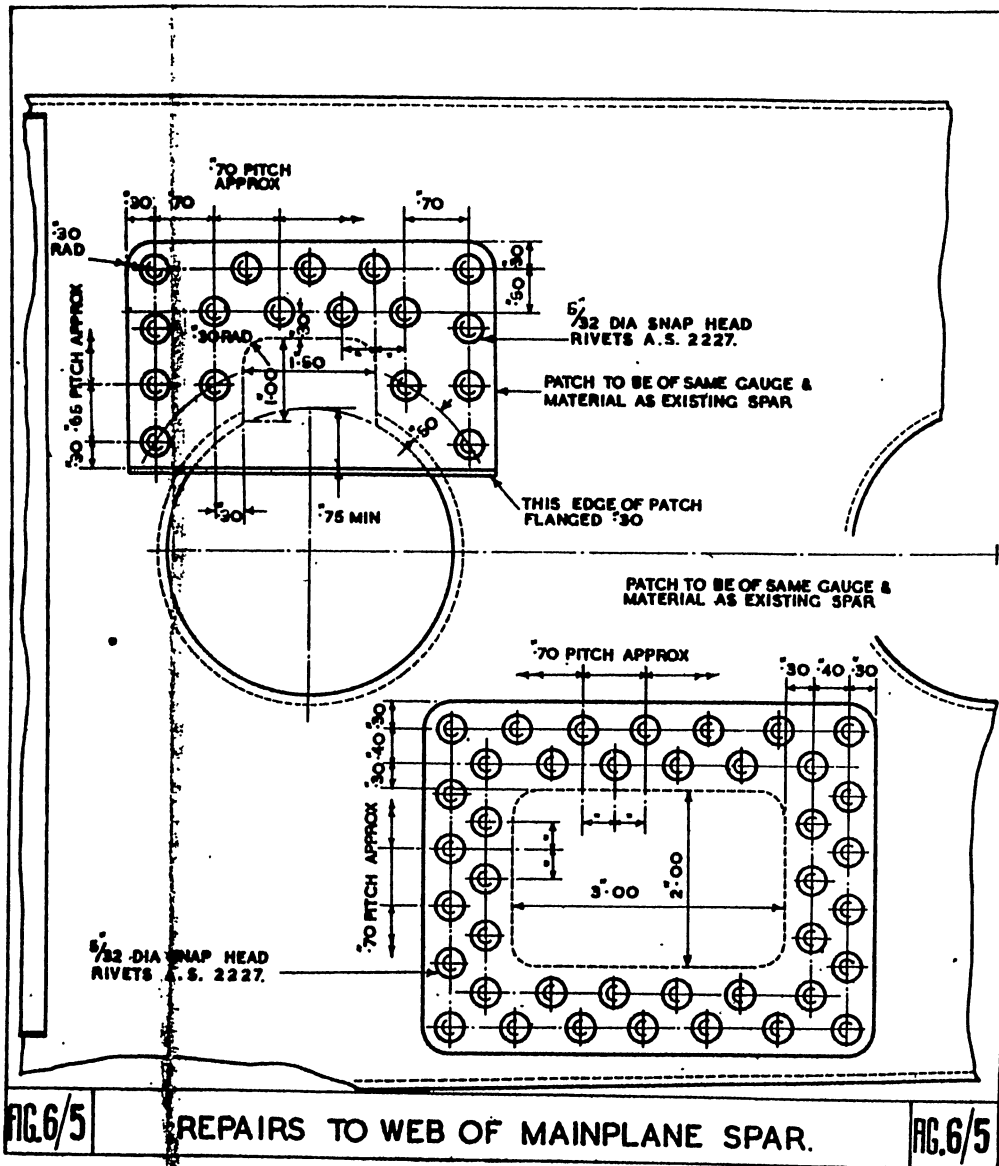 ".70 PITCH
APPROX
".30 ".70
".70
".30
RAD
".30
".50
5/32" DIA SNAP HEAD
RIVETS A.S. 2227.
".30 RAD
".30
1".50
1".00
".65 PITCH APPROX
".30
PATCH TO BE OF SAME GAUGE &
MATERIAL AS EXISTING SPAR
".50
THIS EDGE OF PATCH
FLANGED ".30
".30
".75 MIN
PATCH TO BE OF SAME GAUGE &
MATERIAL AS EXISTING SPAR
".70 PITCH APPROX
".30 ".40 ".30
".30 ".40 ".30
".70 PITCH APPROX
3".00
2".00
5/32" DIA SNAP HEAD
RIVETS A.S. 2227.
FIG.6/5
REPAIRS TO WEB OF MAINPLANE SPAR.
FIG.6/5